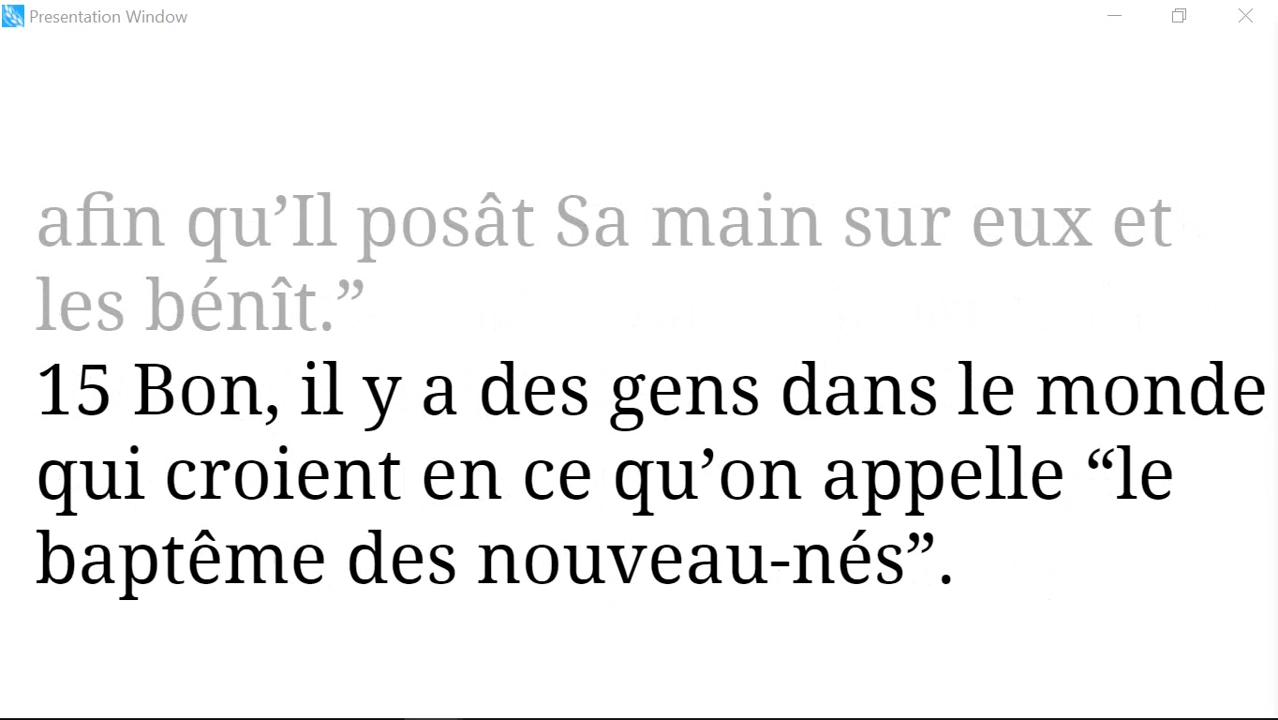 Presentation Window
afin qu’Il posât Sa main sur eux et
les bénît.”
15 Bon, il y a des gens dans le monde
qui croient en ce qu’on appelle “le
baptême des nouveau-nés”.